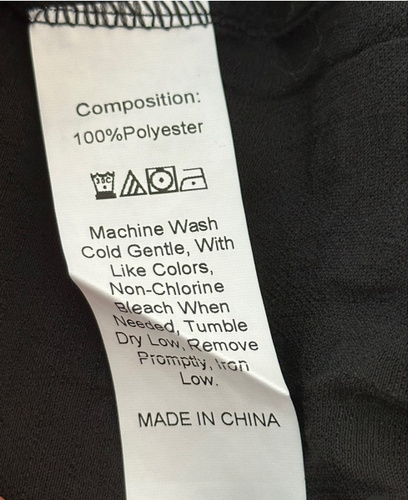 Composition:
100%Polyester
Machine Wash
Cold Gentle, With
Like Colors,
Non-Chlorine
Bleach When
Needed, Tumble
Dry Low, Remove
Promptly, Iron
Low.
MADE IN CHINA